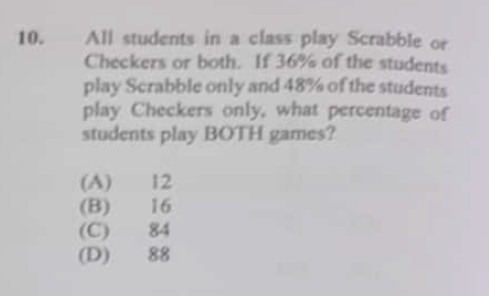 10. All students in a class play Scrabble or
Checkers or both. If 36% of the students
play Scrabble only and 48% of the students
play Checkers only, what percentage of
students play BOTH games?
(A) 12
(B) 16
(C) 84
(D) 88